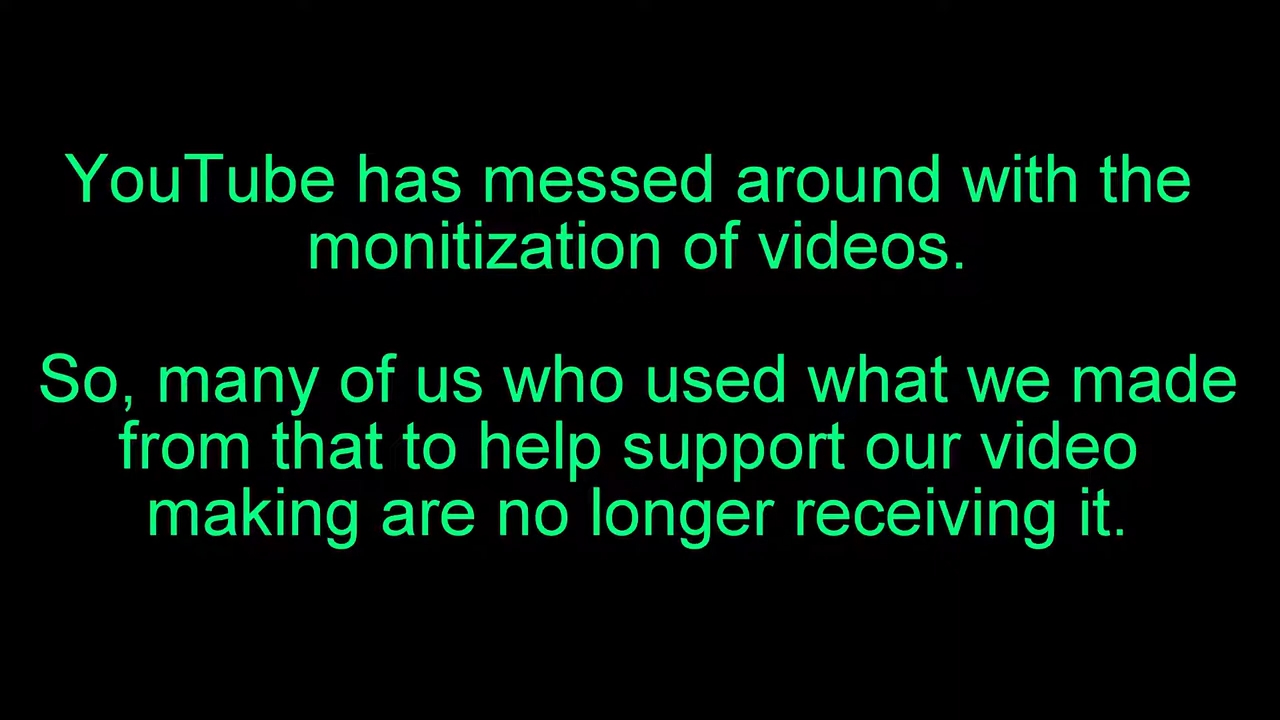 YouTube has messed around with the
monitization of videos.
So, many of us who used what we made
from that to help support our video
making are no longer receiving it.